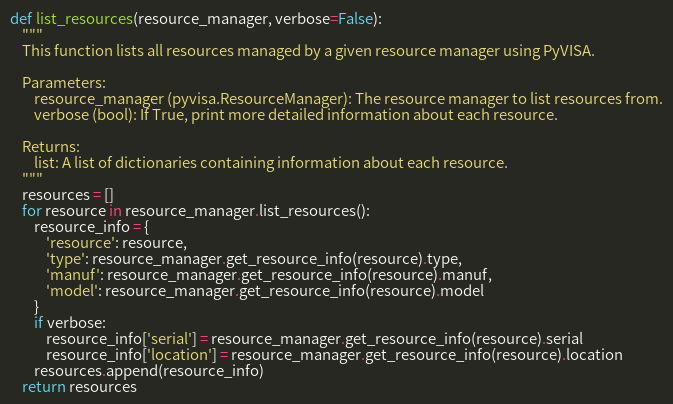 def list_resources(resource_manager, verbose=False):
    """
    This function lists all resources managed by a given resource manager using PyVISA.

    Parameters:
        resource_manager (pyvisa.ResourceManager): The resource manager to list resources from.
        verbose (bool): If True, print more detailed information about each resource.

    Returns:
        list: A list of dictionaries containing information about each resource.
    """
    resources = []
    for resource in resource_manager.list_resources():
        resource_info = {
            'resource': resource,
            'type': resource_manager.get_resource_info(resource).type,
            'manuf': resource_manager.get_resource_info(resource).manuf,
            'model': resource_manager.get_resource_info(resource).model
        }
        if verbose:
            resource_info['serial'] = resource_manager.get_resource_info(resource).serial
            resource_info['location'] = resource_manager.get_resource_info(resource).location
        resources.append(resource_info)
    return resources